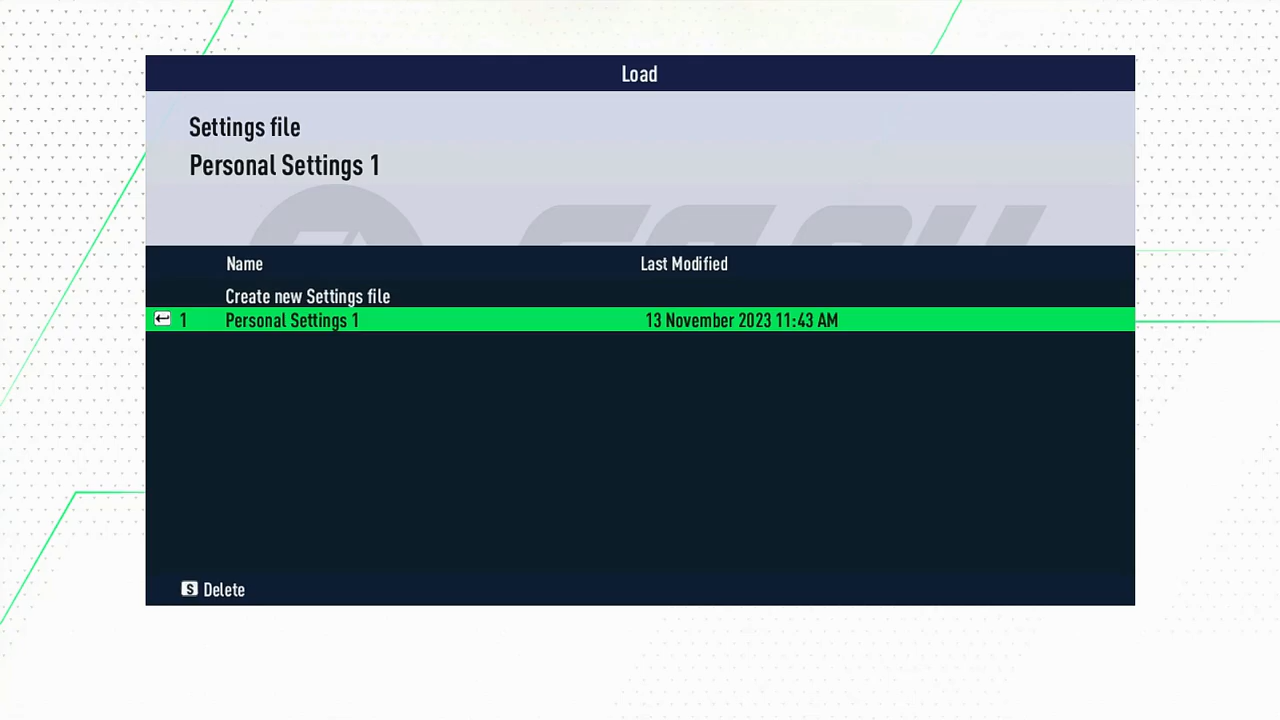 Load
Settings file
Personal Settings 1
Name Last Modified
Create new Settings file
1 Personal Settings 1 13 November 2023 11:43 AM
S Delete